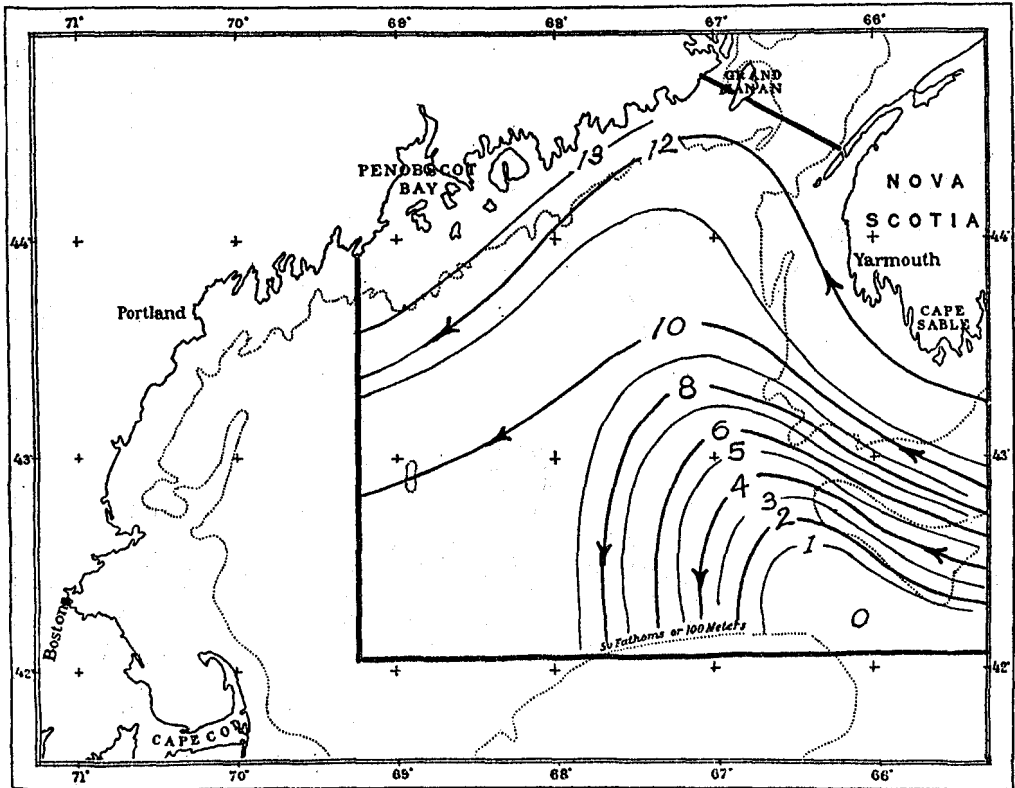 71° 70° 69° 68° 67° 66°
GRAND
MANAN
13
12
PENOBSCOT
BAY
NOVA
SCOTIA
44° 44°
Yarmouth
Portland
CAPE
SABLE
10
8
6
5
43° 43°
4
3
2
1
0
Boston
50 Fathoms or 100 Meters
42° 42°
CAPE COD
71° 70° 69° 68° 67° 66°